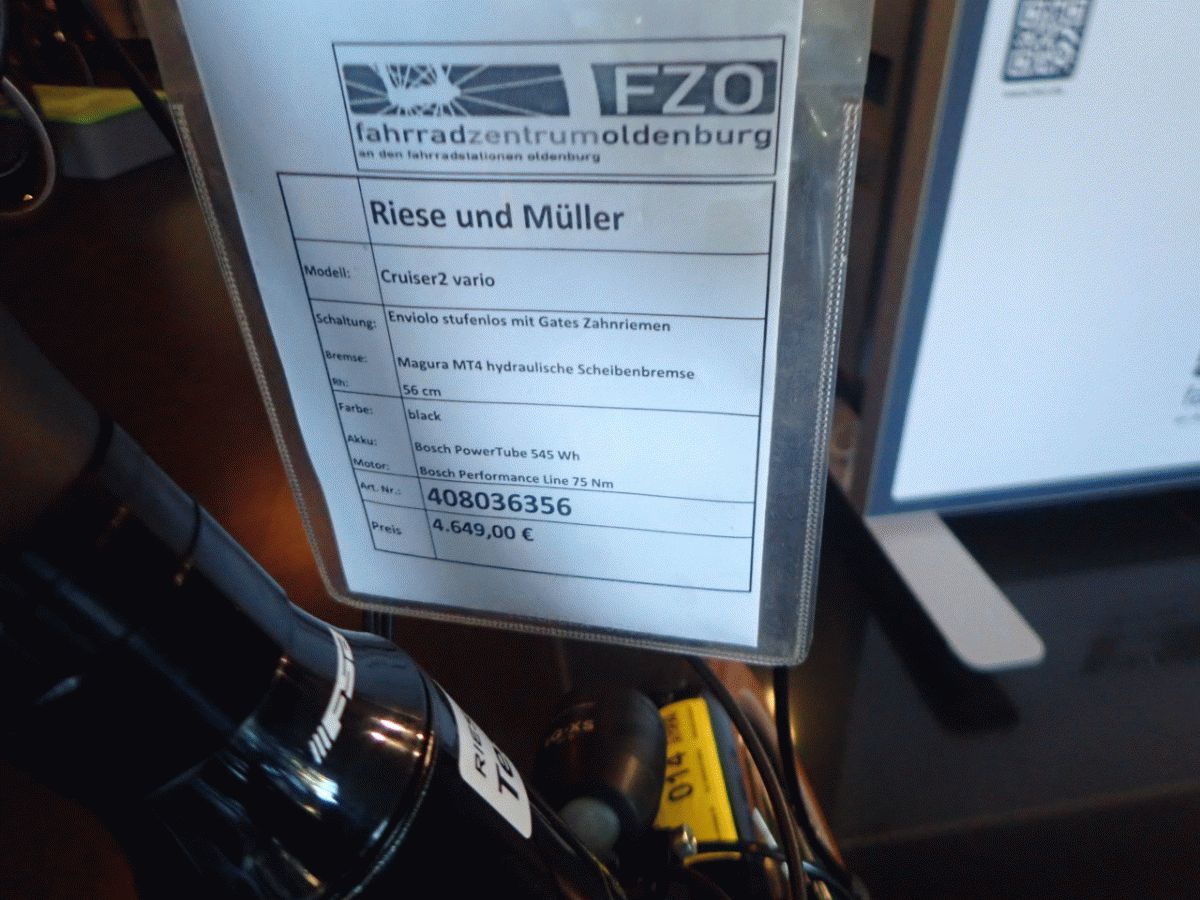 FZO
fahrradzentrumoldenburg
an den fahrradstationen oldenburg
Riese und Müller
Modell: Cruiser2 vario
Schaltung: Enviolo stufenlos mit Gates Zahnriemen
Bremse: Magura MT4 hydraulische Scheibenbremse
Rh: 56 cm
Farbe: black
Akku: Bosch PowerTube 545 Wh
Motor: Bosch Performance Line 75 Nm
Art. Nr.: 408036356
Preis 4.649,00 €
014